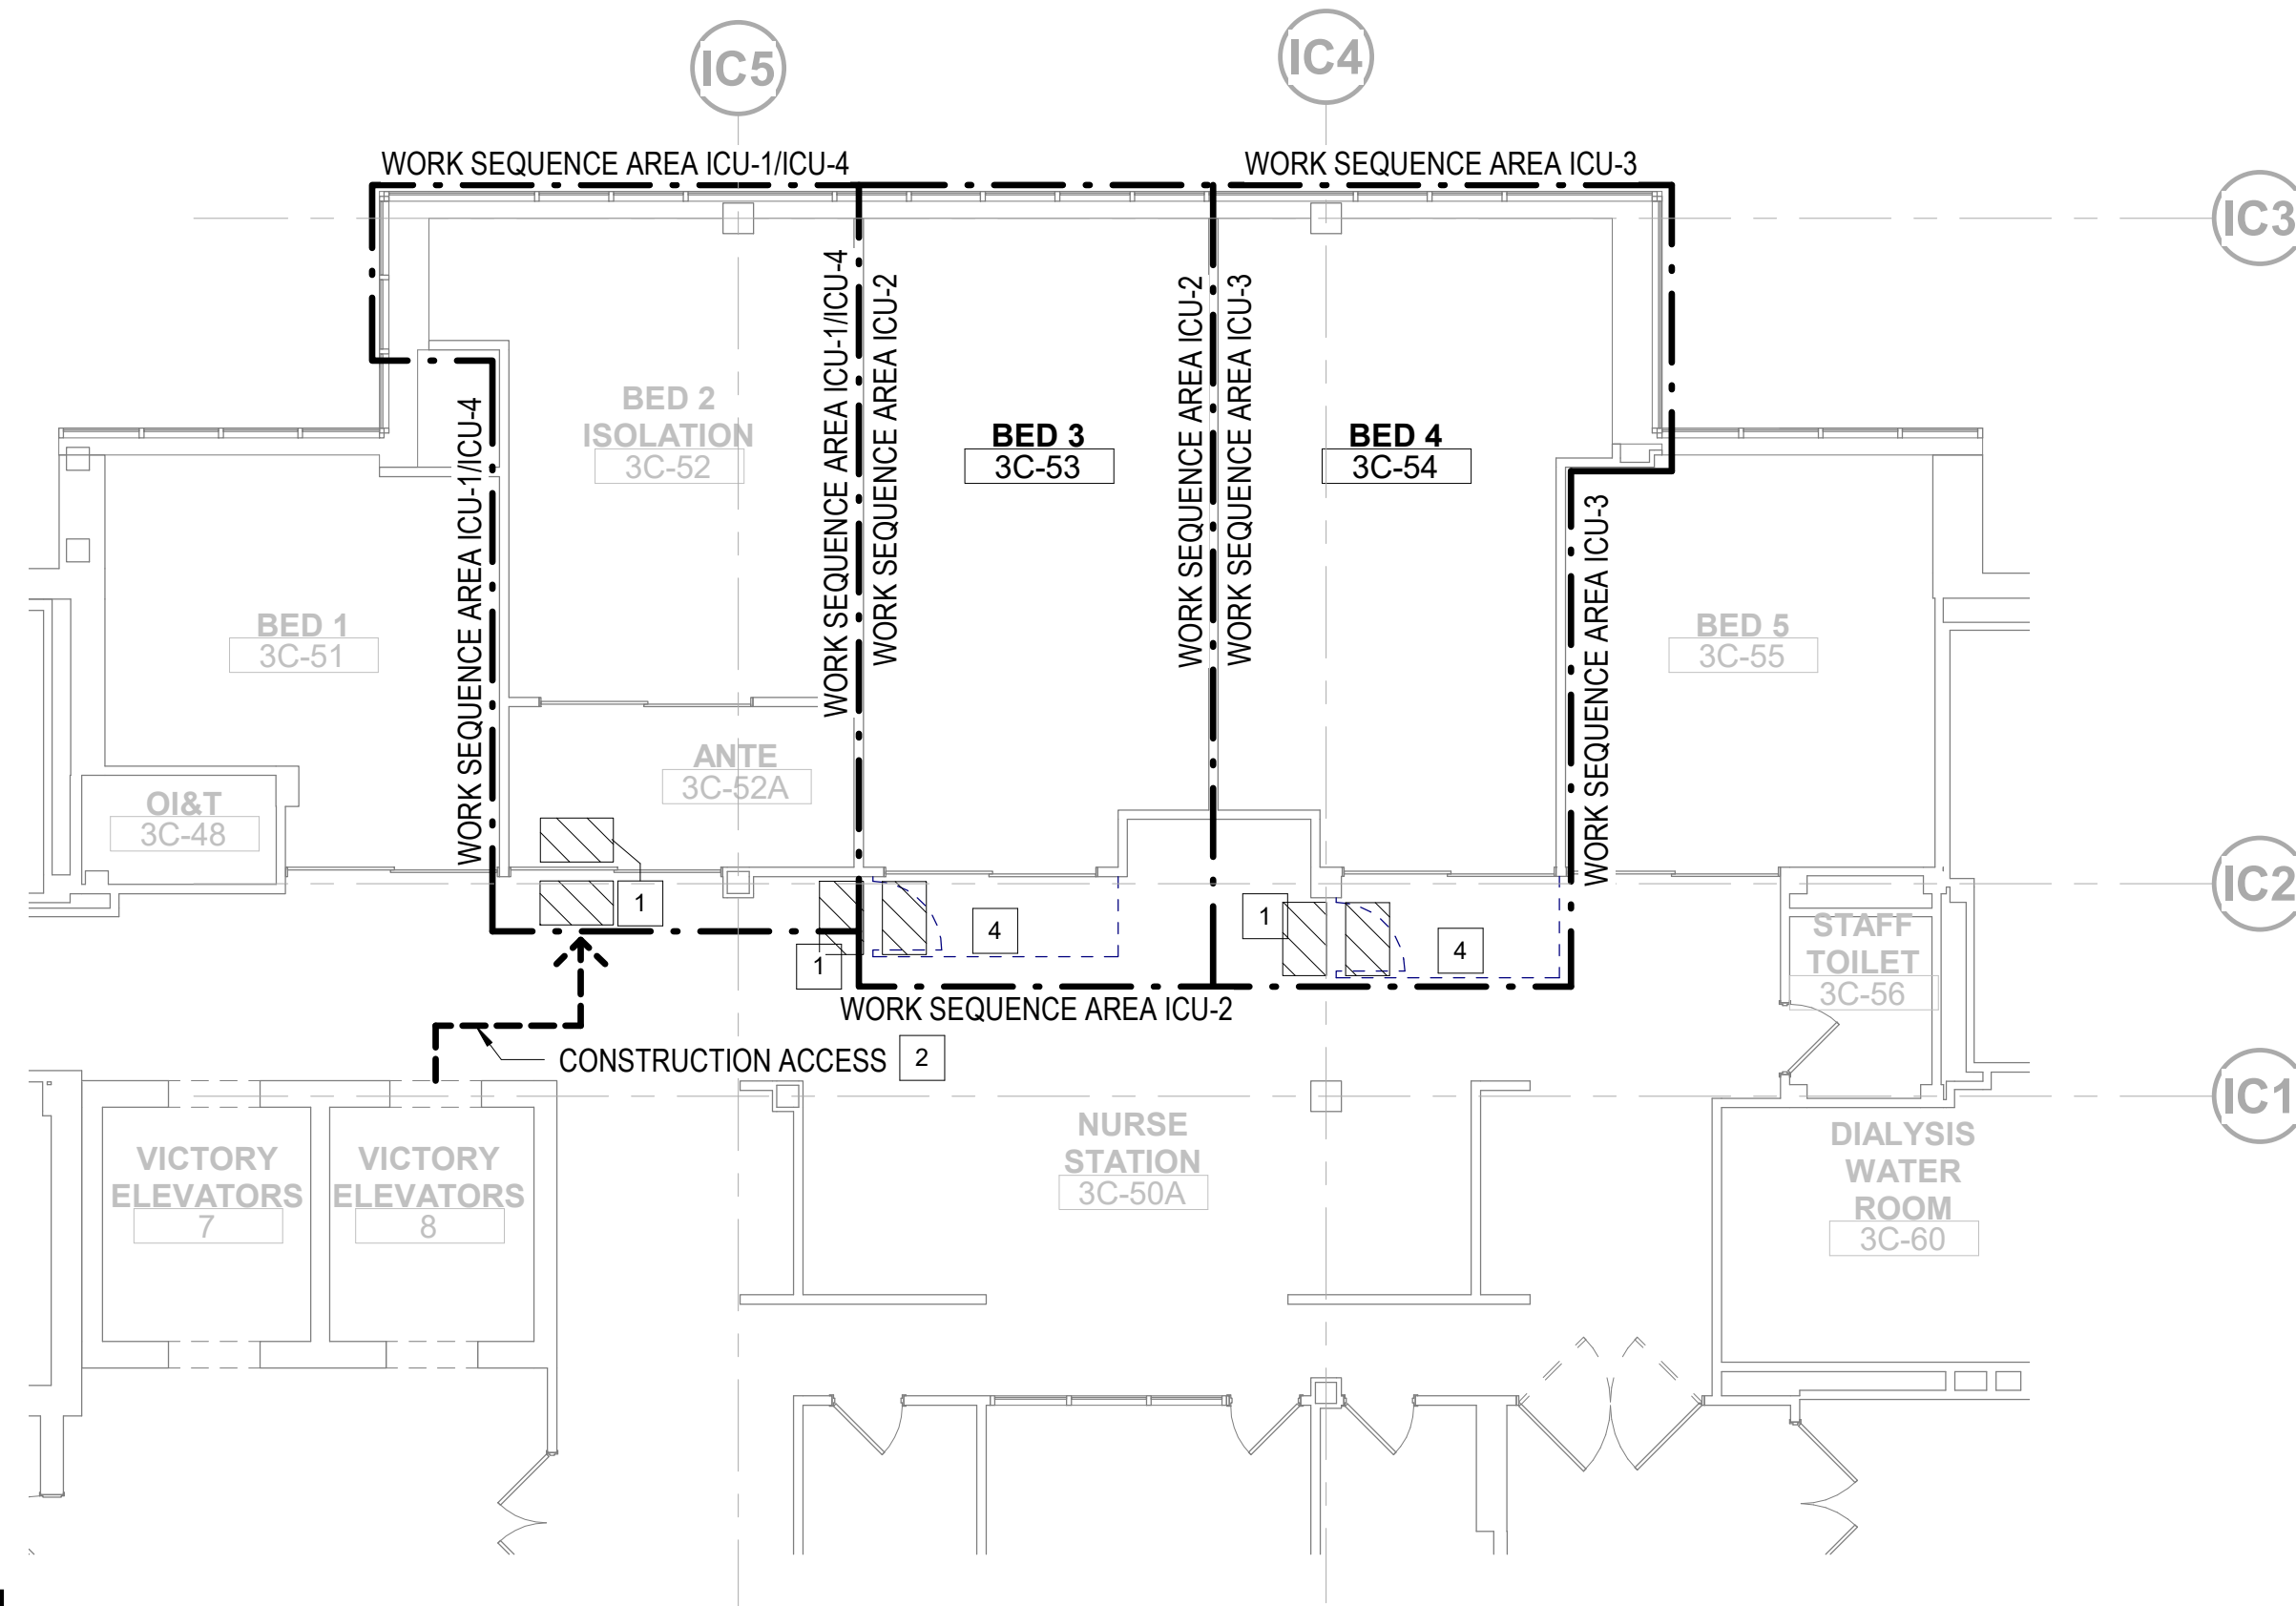 IC5
IC4
WORK SEQUENCE AREA ICU-1/ICU-4
WORK SEQUENCE AREA ICU-3
IC3
WORK SEQUENCE AREA ICU-1/ICU-4
WORK SEQUENCE AREA ICU-1/ICU-4
WORK SEQUENCE AREA ICU-2
WORK SEQUENCE AREA ICU-2
WORK SEQUENCE AREA ICU-3
WORK SEQUENCE AREA ICU-3
BED 2
ISOLATION
3C-52
BED 3
3C-53
BED 4
3C-54
BED 1
3C-51
BED 5
3C-55
ANTE
3C-52A
OI&T
3C-48
IC2
1
1
4
1
4
STAFF
TOILET
3C-56
WORK SEQUENCE AREA ICU-2
CONSTRUCTION ACCESS 2
IC1
VICTORY
ELEVATORS
7
VICTORY
ELEVATORS
8
NURSE
STATION
3C-50A
DIALYSIS
WATER
ROOM
3C-60